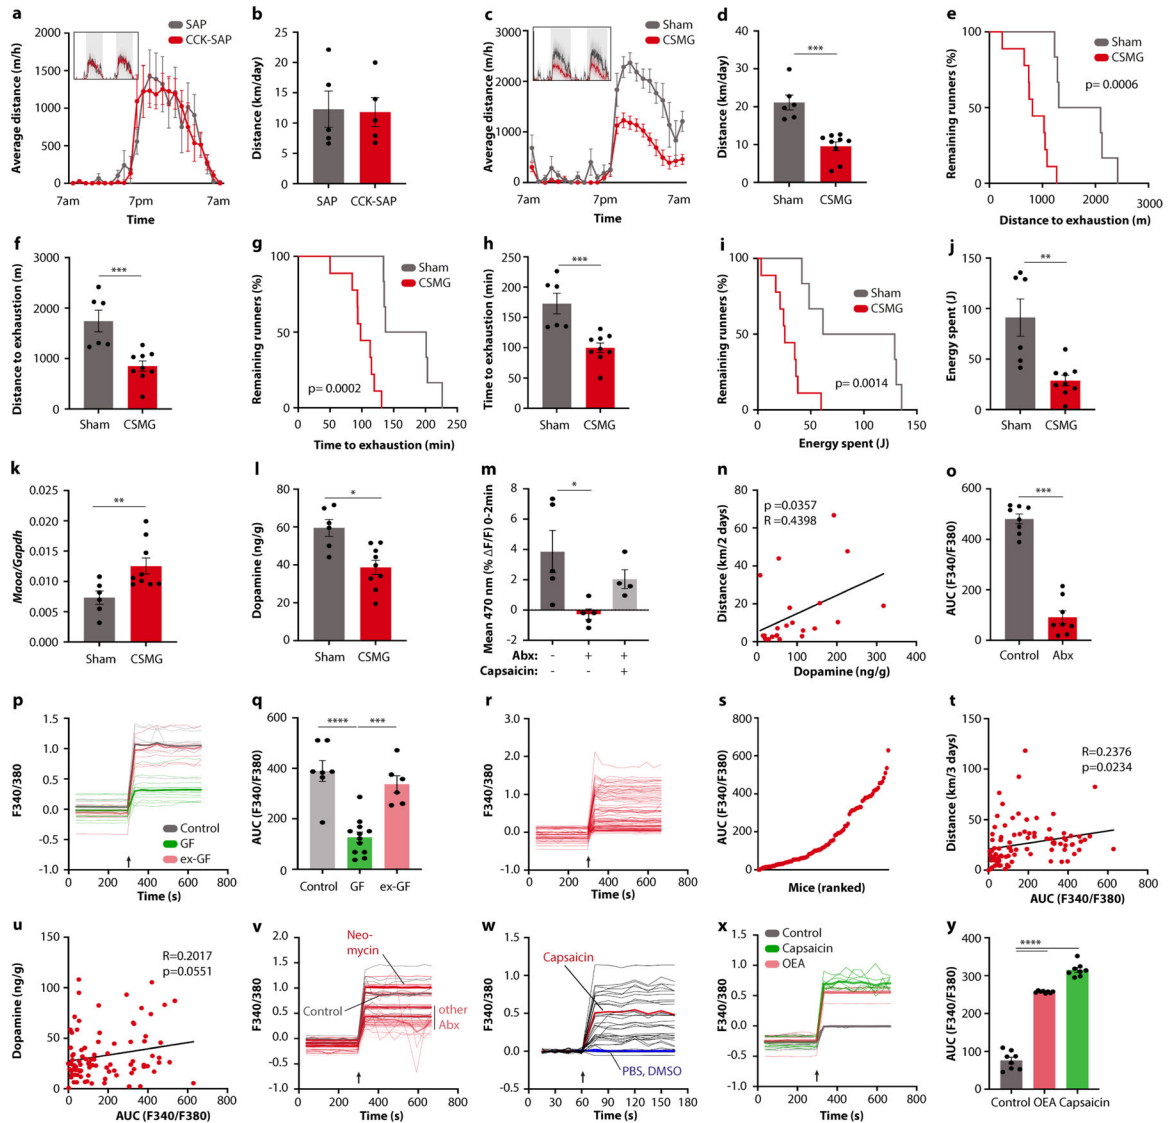 a
SAP
CCK-SAP
Average distance (m/h)
2000
1500
1000
500
0
7am
7pm
7am
Time
b
Distance (km/day)
25
20
15
10
5
0
SAP
CCK-SAP
c
Sham
CSMG
Average distance (m/h)
3000
2000
1000
0
7am
7pm
7am
Time
d
Distance (km/day)
40
30
20
10
0
***
Sham
CSMG
e
Remaining runners (%)
100
50
0
Sham
CSMG
p= 0.0006
0
1000
2000
3000
Distance to exhaustion (m)
f
Distance to exhaustion (m)
3000
2000
1000
0
***
Sham
CSMG
g
Remaining runners (%)
100
50
0
Sham
CSMG
p= 0.0002
0
50
100
150
200
250
Time to exhaustion (min)
h
Time to exhaustion (min)
250
200
150
100
50
0
***
Sham
CSMG
i
Remaining runners (%)
100
50
0
Sham
CSMG
p= 0.0014
0
50
100
150
Energy spent (J)
j
Energy spent (J)
150
100
50
0
**
Sham
CSMG
k
Maoa/Gapdh
0.025
0.020
0.015
0.010
0.005
0.000
**
Sham
CSMG
l
Dopamine (ng/g)
80
60
40
20
0
*
Sham
CSMG
m
Mean 470 nm (% ΔF/F) 0-2min
8
6
4
2
0
-2
*
Abx: - + +
Capsaicin: - - +
n
Distance (km/2 days)
80
60
40
20
0
p =0.0357
R =0.4398
0
100
200
300
400
Dopamine (ng/g)
o
AUC (F340/F380)
600
400
200
0
***
Control
Abx
p
F340/380
1.5
1.0
0.5
0.0
-1.0
Control
GF
ex-GF
0
200
400
600
800
Time (s)
q
AUC (F340/F380)
600
400
200
0
****
***
Control
GF
ex-GF
r
F340/380
3.0
2.0
1.0
0.0
-1.0
0
200
400
600
800
Time (s)
s
AUC (F340/F380)
800
600
400
200
0
Mice (ranked)
t
Distance (km/3 days)
150
100
50
0
R=0.2376
p=0.0234
0
200
400
600
800
AUC (F340/F380)
u
Dopamine (ng/g)
150
100
50
0
R=0.2017
p=0.0551
0
200
400
600
800
AUC (F340/F380)
v
F340/380
2.0
1.5
1.0
0.5
0.0
-1.0
Neo-
mycin
Control
other
Abx
0
200
400
600
800
Time (s)
w
F340/380
1.5
1.0
0.5
0.0
-0.5
Capsaicin
PBS, DMSO
0
30
60
90
120
165
Time (s)
x
F340/380
1.5
1.0
0.5
0.0
-0.5
-1.0
Control
Capsaicin
OEA
0
200
400
600
800
Time (s)
y
AUC (F340/F380)
400
300
200
100
0
****
Control OEA Capsaicin